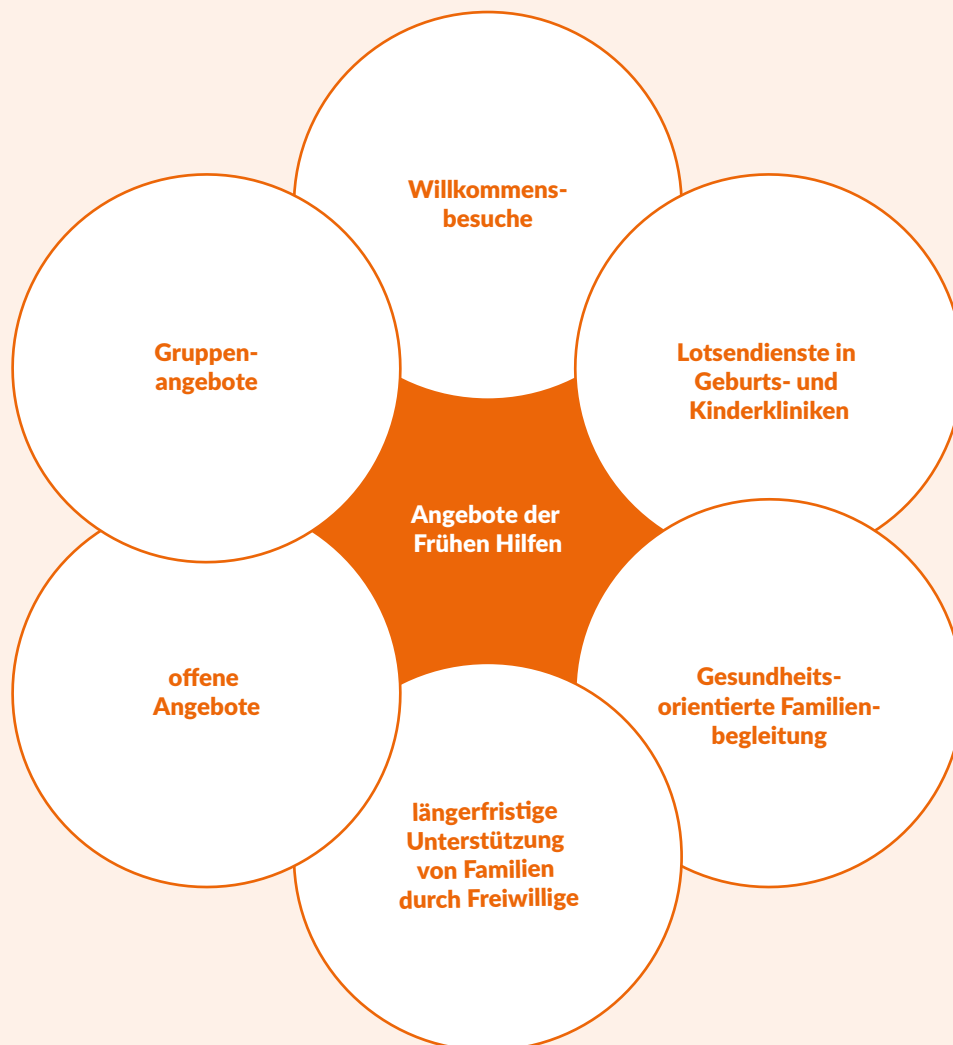 Willkommens-
besuche
Gruppen-
angebote
Lotsendienste in
Geburts- und
Kinderkliniken
Angebote der
Frühen Hilfen
offene
Angebote
Gesundheits-
orientierte Familien-
begleitung
längerfristige
Unterstützung
von Familien
durch Freiwillige